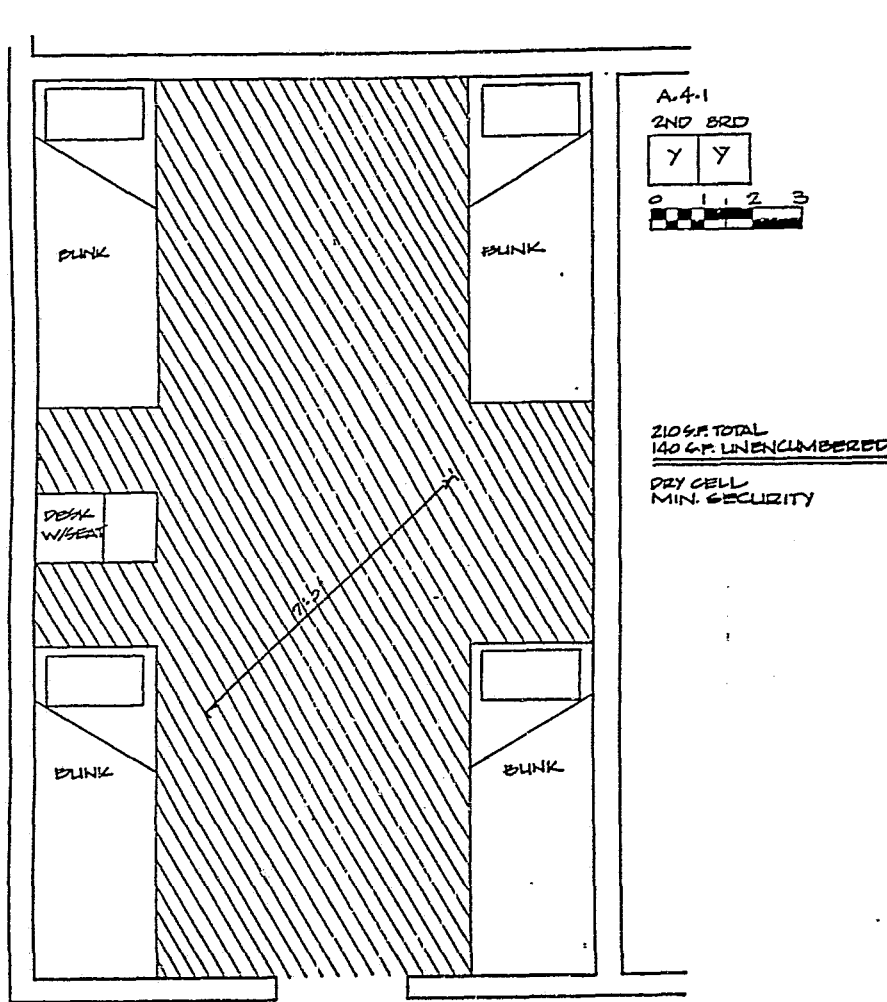 A.4.1
2ND 3RD
Y Y
0 1 2 3
BUNK
BUNK
210 S.F. TOTAL
140 S.F. UNENCUMBERED
DRY CELL
MIN. SECURITY
DESK
W/SEAT
BUNK
BUNK